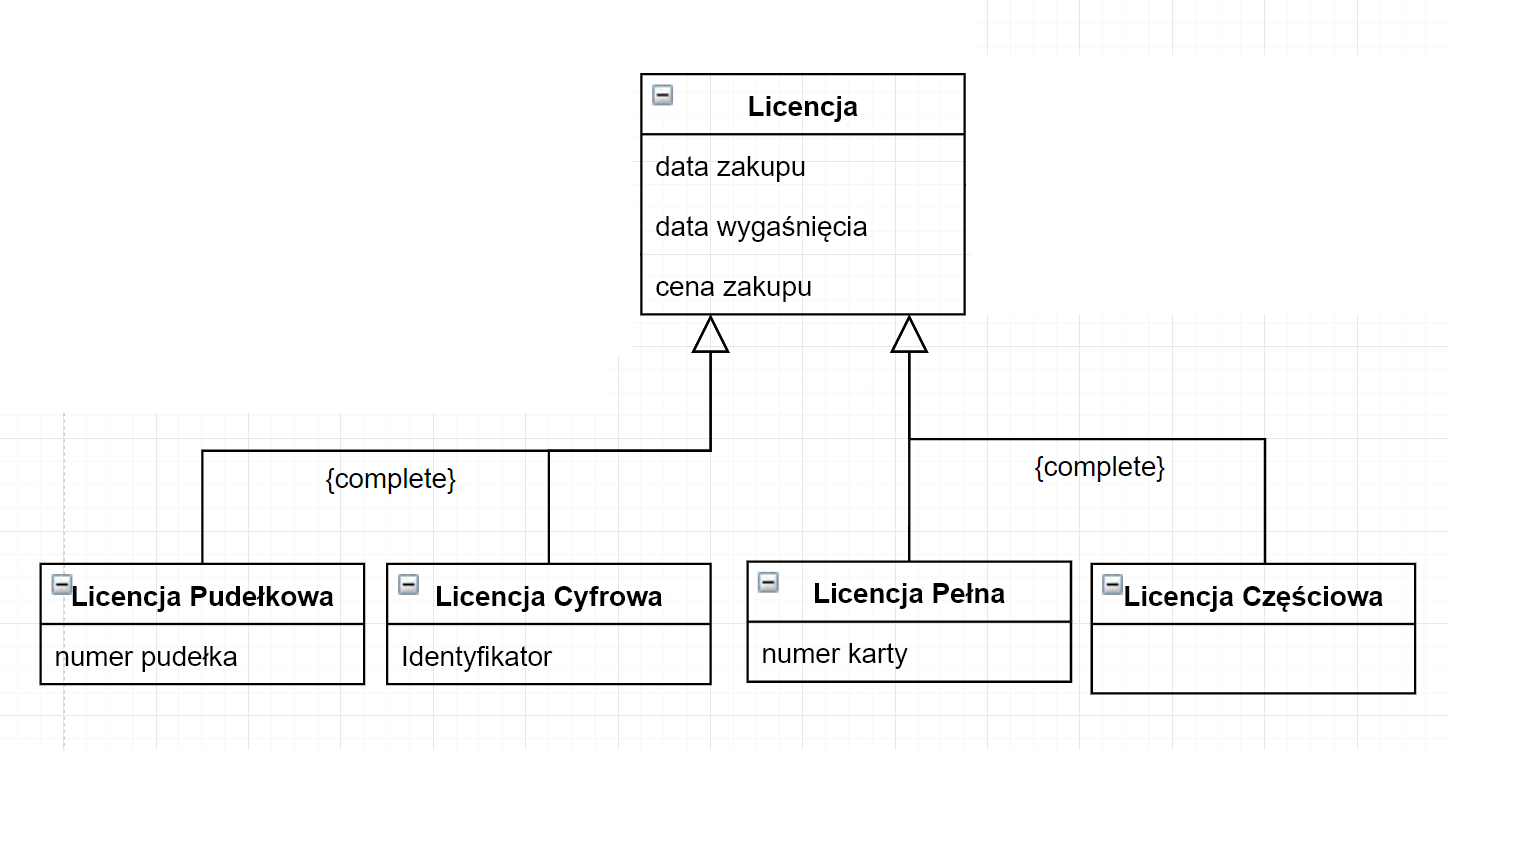 Licencja
data zakupu
data wygaśnięcia
cena zakupu
{complete}
{complete}
Licencja Pudełkowa
numer pudełka
Licencja Cyfrowa
Identyfikator
Licencja Pełna
numer karty
Licencja Częściowa